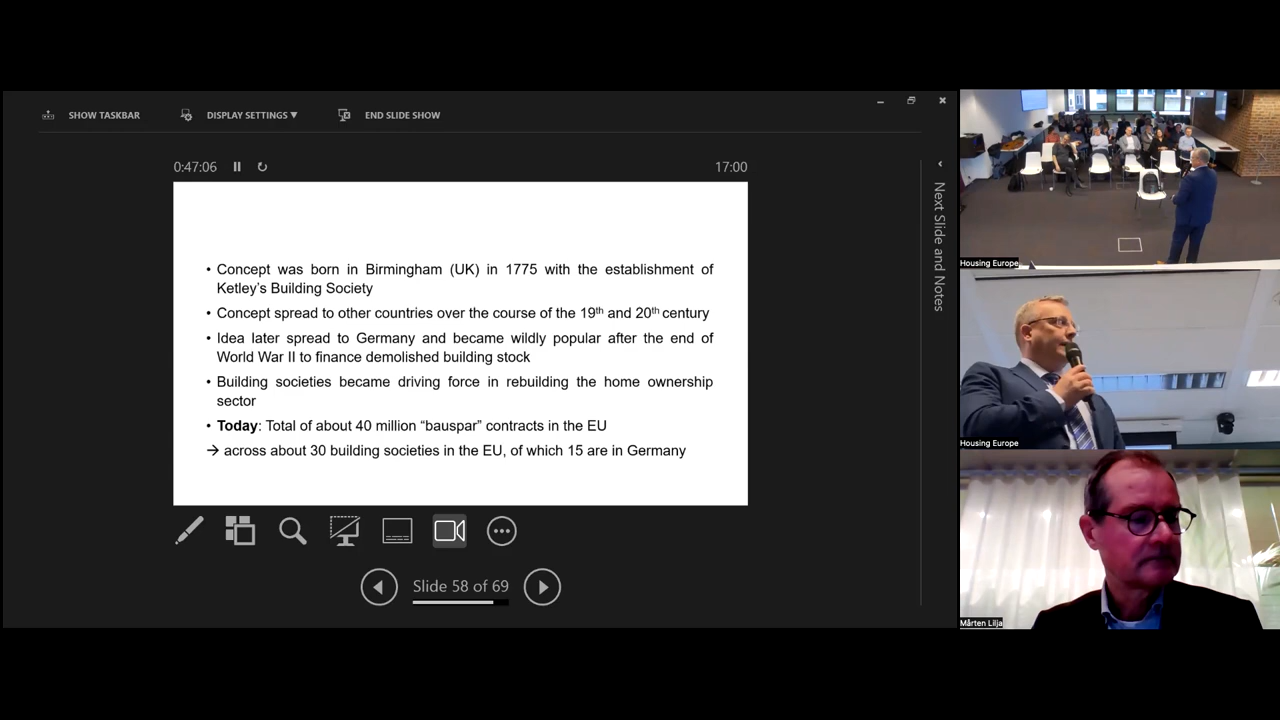 SHOW TASKBAR
DISPLAY SETTINGS ▼
END SLIDE SHOW
0:47:06
17:00
Next Slide and Notes
• Concept was born in Birmingham (UK) in 1775 with the establishment of
Ketley's Building Society
• Concept spread to other countries over the course of the 19th and 20th century
• Idea later spread to Germany and became wildly popular after the end of
World War II to finance demolished building stock
• Building societies became driving force in rebuilding the home ownership
sector
• Today: Total of about 40 million “bauspar” contracts in the EU
→ across about 30 building societies in the EU, of which 15 are in Germany
Slide 58 of 69
Housing Europe
Housing Europe
Mårten Lilja